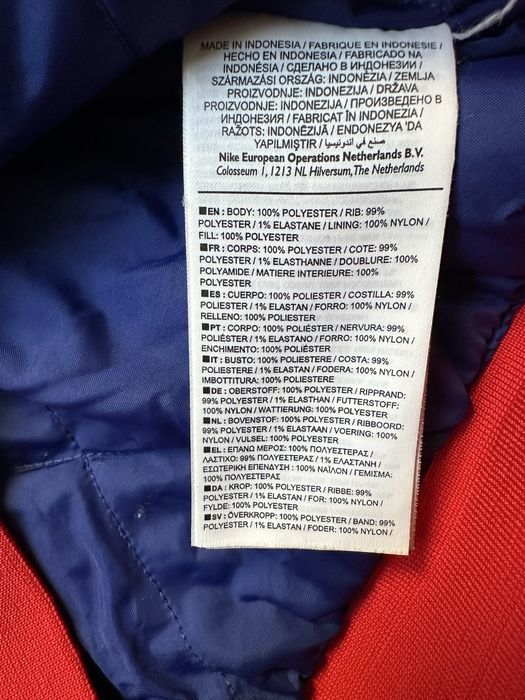 MADE IN INDONESIA / FABRIQUE EN INDONESIE /
HECHO EN INDONESIA / FABRICADO NA
INDONÉSIA / СДЕЛАНО В ИНДОНЕЗИИ /
SZÁRMAZÁSI ORSZÁG: INDONÉZIA / ZEMLJA
PROIZVODNJE: INDONEZIJA / DRŽAVA
PROIZVODNJE: INDONEZIJA / ПРОИЗВЕДЕНО В
ИНДОНЕЗИЯ / FABRICAT ÎN INDONEZIA /
RAŽOTS: INDONĒZIJĀ / ENDONEZYA 'DA
YAPILMIŞTIR / صنع في أندونيسيا
Nike European Operations Netherlands B.V.
Colosseum 1, 1213 NL Hilversum, The Netherlands
■EN : BODY: 100% POLYESTER / RIB: 99%
POLYESTER / 1% ELASTANE / LINING: 100% NYLON /
FILL: 100% POLYESTER
■FR : CORPS: 100% POLYESTER / COTE: 99%
POLYESTER / 1% ELASTHANNE / DOUBLURE: 100%
POLYAMIDE / MATIERE INTERIEURE: 100%
POLYESTER
■ES : CUERPO: 100% POLIESTER / COSTILLA: 99%
POLIESTER / 1% ELASTAN / FORRO: 100% NYLON /
RELLENO: 100% POLIESTER
■PT : CORPO: 100% POLIÉSTER / NERVURA: 99%
POLIÉSTER / 1% ELASTANO / FORRO: 100% NYLON /
ENCHIMENTO: 100% POLIÉSTER
■IT : BUSTO: 100% POLIESTERE / COSTA: 99%
POLIESTERE / 1% ELASTAN / FODERA: 100% NYLON /
IMBOTTITURA: 100% POLIESTERE
■DE : OBERSTOFF: 100% POLYESTER / RIPPRAND:
99% POLYESTER / 1% ELASTHAN / FUTTERSTOFF:
100% NYLON / WATTIERUNG: 100% POLYESTER
■NL : BOVENSTOF: 100% POLYESTER / RIBBOORD:
99% POLYESTER / 1% ELASTAAN / VOERING: 100%
NYLON / VULSEL: 100% POLYESTER
■EL : ΕΠΑΝΩ ΜΕΡΟΣ: 100% ΠΟΛΥΕΣΤΕΡΑΣ /
ΛΑΣΤΙΧΟ: 99% ΠΟΛΥΕΣΤΕΡΑΣ / 1% ΕΛΑΣΤΑΝΗ /
ΕΣΩΤΕΡΙΚΗ ΕΠΕΝΔΥΣΗ : 100% ΝΑΪΛΟΝ / ΓΕΜΙΣΜΑ:
100% ΠΟΛΥΕΣΤΕΡΑΣ
■DA : KROP: 100% POLYESTER / RIBBE: 99%
POLYESTER / 1% ELASTAN / FOR: 100% NYLON /
FYLDE: 100% POLYESTER
■SV : ÖVERKROPP: 100% POLYESTER / BAND: 99%
POLYESTER / 1% ELASTAN / FODER: 100% NYLON /